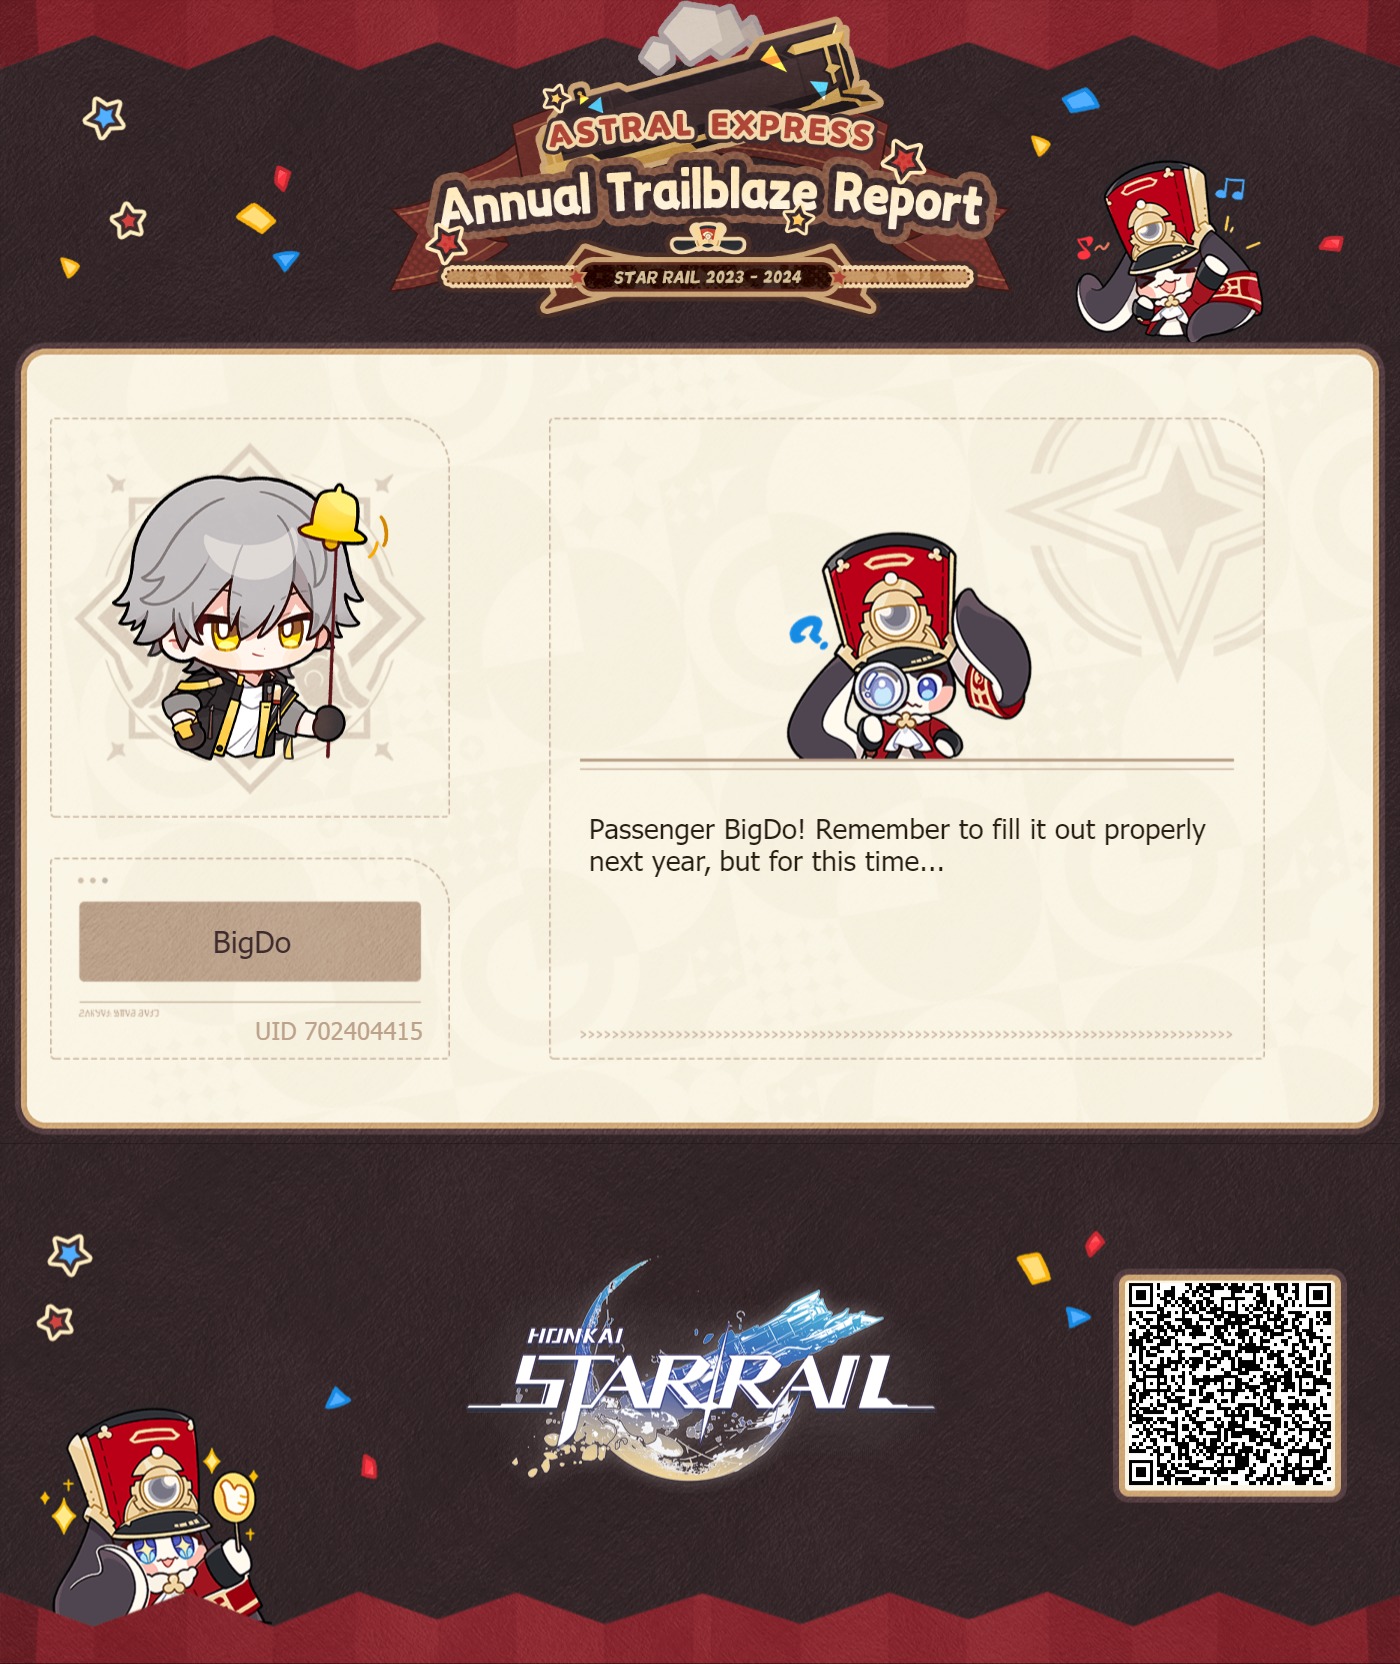 ASTRAL EXPRESS
Annual Trailblaze Report
STAR RAIL 2023 - 2024
Passenger BigDo! Remember to fill it out properly
next year, but for this time...
BigDo
UID 702404415
HONKAI
STAR RAIL